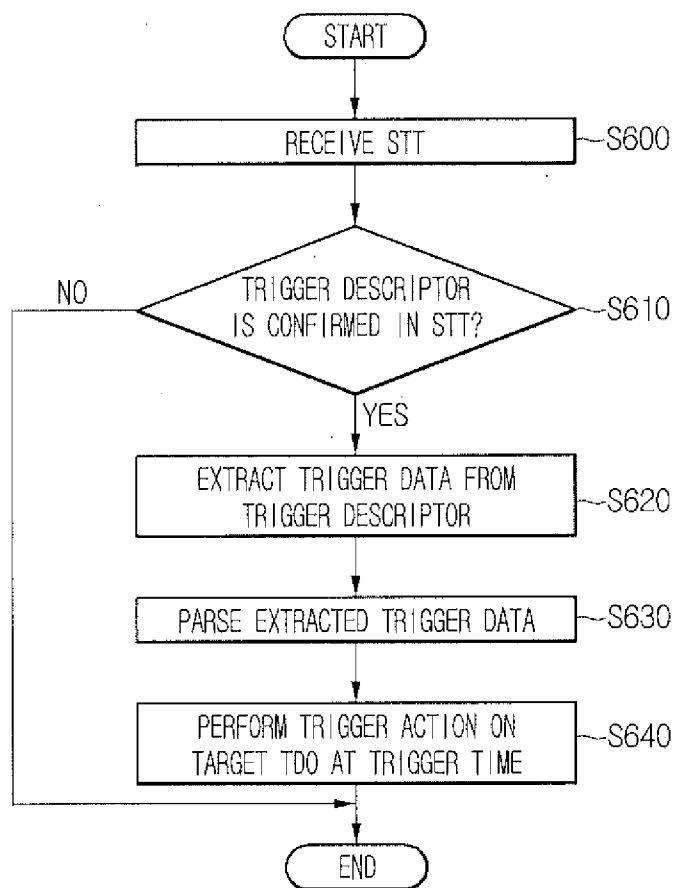 START
RECEIVE STT
S600
NO
TRIGGER DESCRIPTOR
IS CONFIRMED IN STT?
S610
YES
EXTRACT TRIGGER DATA FROM
TRIGGER DESCRIPTOR
S620
PARSE EXTRACTED TRIGGER DATA
S630
PERFORM TRIGGER ACTION ON
TARGET TDO AT TRIGGER TIME
S640
END